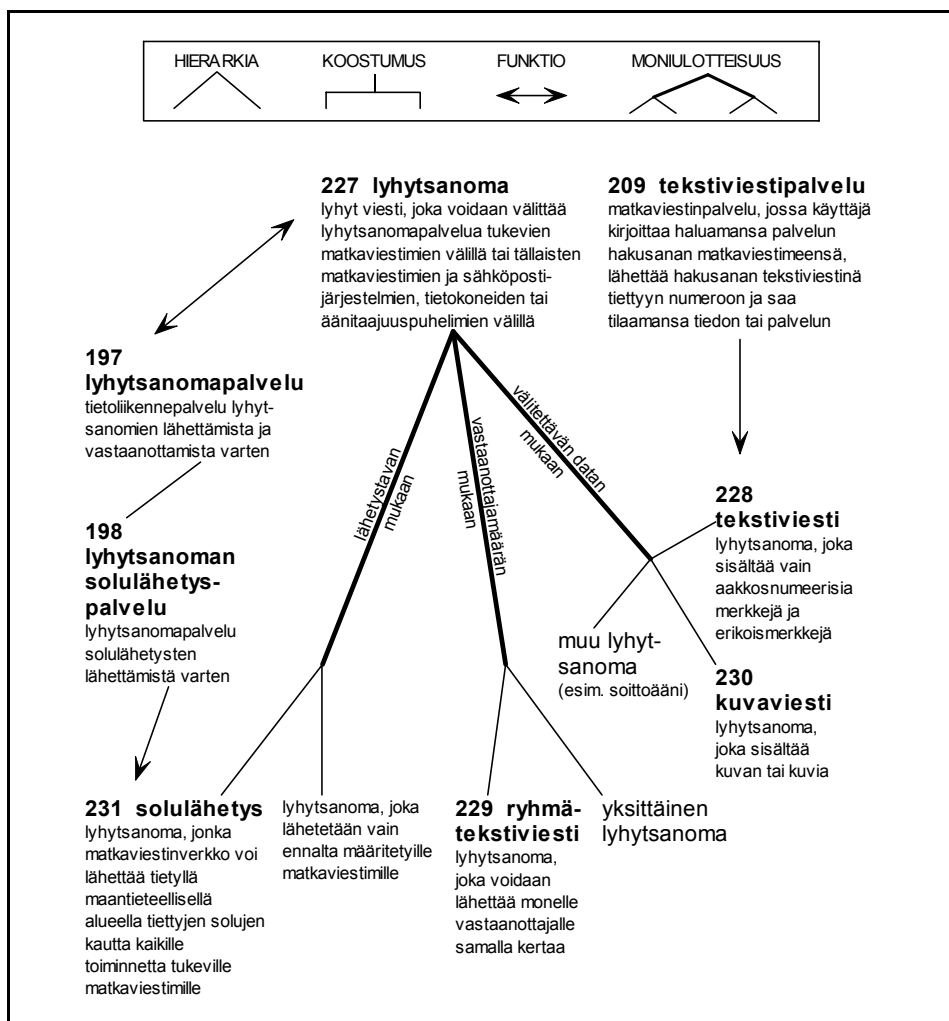 HIERARKIA KOOSTUMUS FUNKTIO MONIULOTTEISUUS
227 lyhytsanoma
lyhyt viesti, joka voidaan välittää
lyhytsanomapalvelua tukevien
matkaviestimien välillä tai tällaisten
matkaviestimien ja sähköposti-
järjestelmien, tietokoneiden tai
äänitaajuuspuhelimien välillä
209 tekstiviestipalvelu
matkaviestinpalvelu, jossa käyttäjä
kirjoittaa haluamansa palvelun
hakusanan matkaviestimeensä,
lähettää hakusanan tekstiviestinä
tiettyyn numeroon ja saa
tilaamansa tiedon tai palvelun
197
lyhytsanomapalvelu
tietoliikennepalvelu lyhyt-
sanomien lähettämista ja
vastaanottamista varten
198
lyhytsanoman
solulähetys-
palvelu
lyhytsanomapalvelu
solulähetysten
lähettämistä varten
lähetystavan
mukaan
vastaanottajamäärän
mukaan
välitettävän datan
mukaan
228
tekstiviesti
lyhytsanoma, joka
sisältää vain
aakkosnumeerisia
merkkejä ja
erikoismerkkejä
muu lyhyt-
sanoma
(esim. soittoääni)
230
kuvaviesti
lyhytsanoma,
joka sisältää
kuvan tai kuvia
231 solulähetys
lyhytsanoma, jonka
matkaviestinverkko voi
lähettää tietyllä
maantieteellisellä
alueella tiettyjen solujen
kautta kaikille
toiminnetta tukeville
matkaviestimille
lyhytsanoma, joka
lähetetään vain
ennalta määritetyille
matkaviestimille
229 ryhmä-
tekstiviesti
lyhytsanoma,
joka voidaan
lähettää monelle
vastaanottajalle
samalla kertaa
yksittäinen
lyhytsanoma